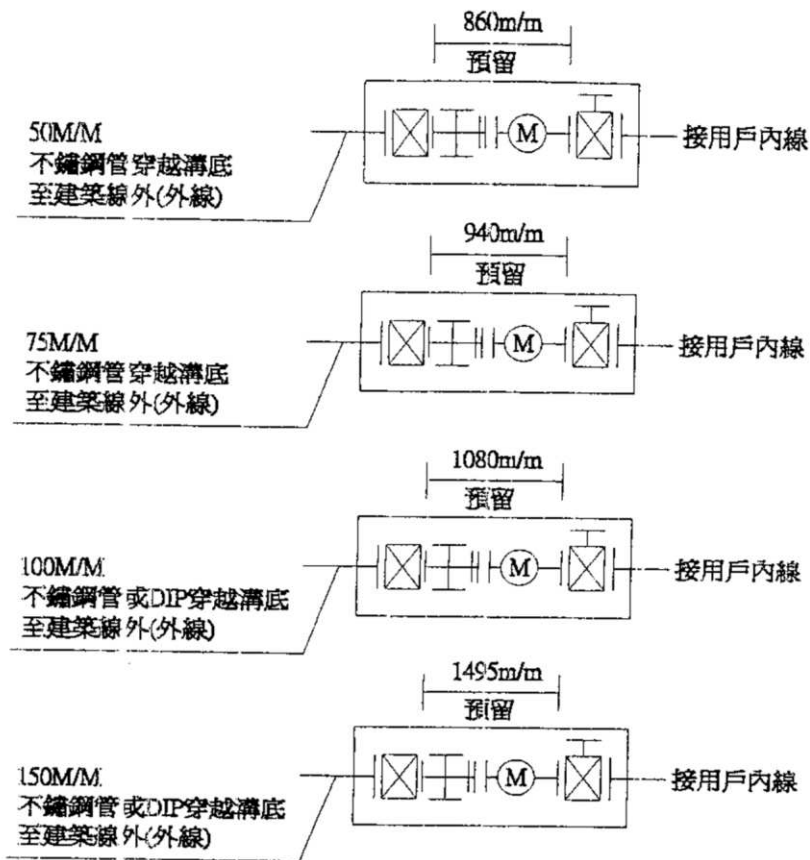 860m/m
預留
50M/M
不鏽鋼管穿越溝底
至建築線外(外線)
M
接用戶內線
940m/m
預留
75M/M
不鏽鋼管穿越溝底
至建築線外(外線)
M
接用戶內線
1080m/m
預留
100M/M
不鏽鋼管或DIP穿越溝底
至建築線外(外線)
M
接用戶內線
1495m/m
預留
150M/M
不鏽鋼管或DIP穿越溝底
至建築線外(外線)
M
接用戶內線